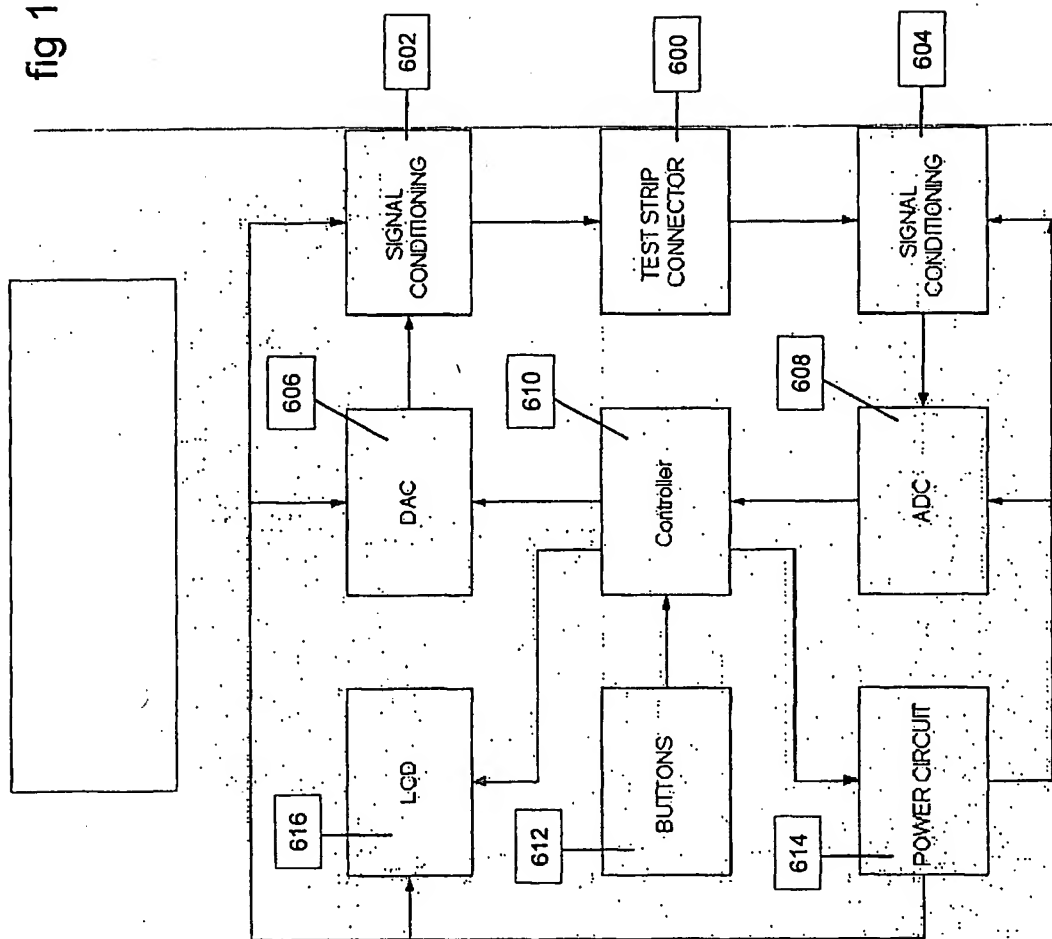 fig 1
616
606
LCD
DAC
SIGNAL
CONDITIONING
602
612
610
BUTTONS
Controller
TEST STRIP
CONNECTOR
600
614
608
POWER CIRCUIT
ADC
SIGNAL
CONDITIONING
604